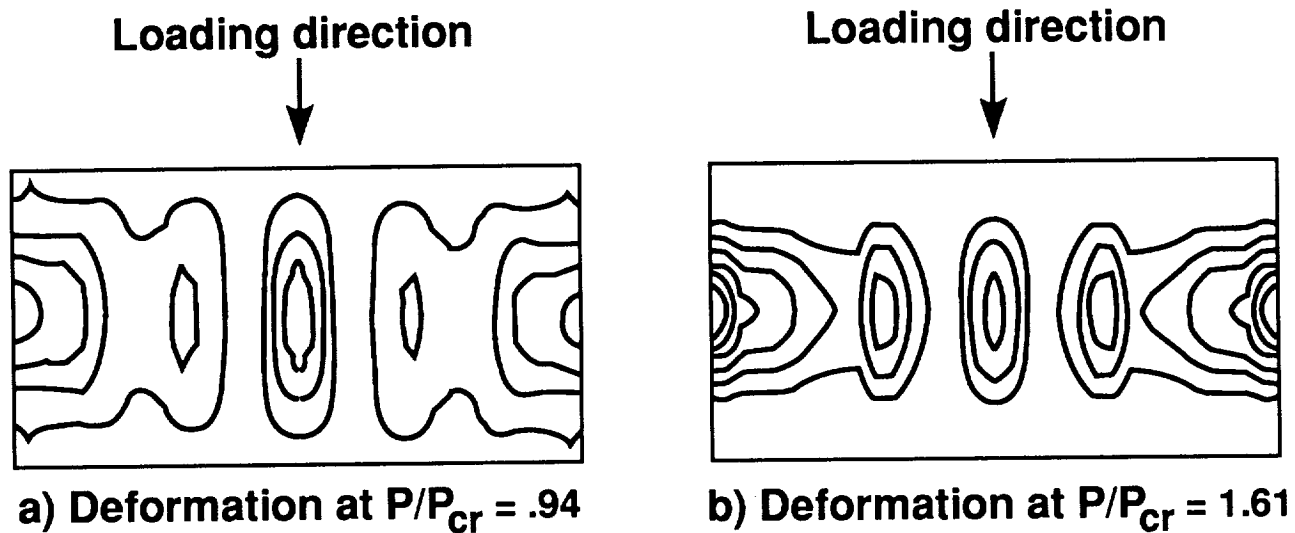 Loading direction
Loading direction
a) Deformation at P/Pcr = .94
b) Deformation at P/Pcr = 1.61